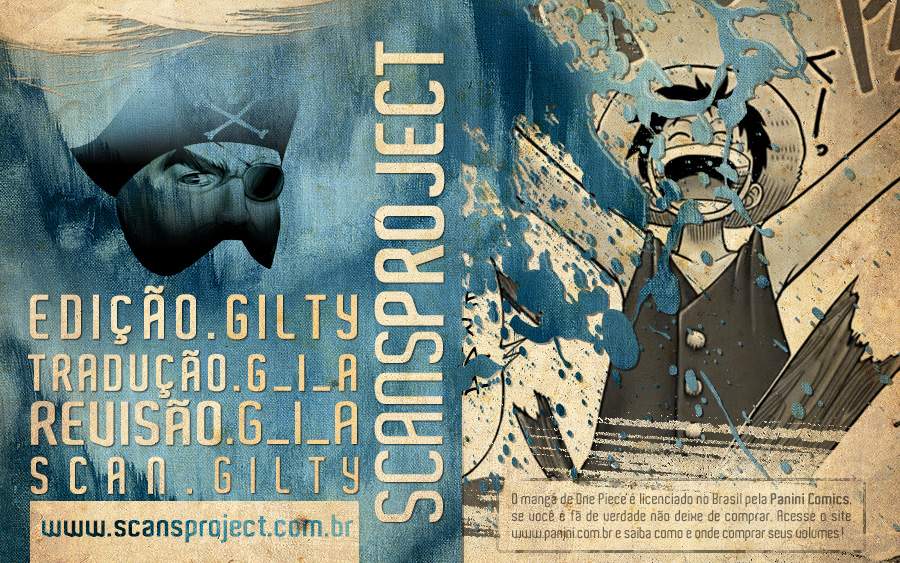 EDIÇÃO.GILTY
TRADUÇÃO.G_I_A
REVISÃO.G_I_A
SCAN.GILTY
www.scansproject.com.br
SCANSPROJECT
O mangá de One Piece é licenciado no Brasil pela Panini Comics,
se você é fã de verdade não deixe de comprar. Acesse o site
www.panini.com.br e saiba como e onde comprar seus volumes!